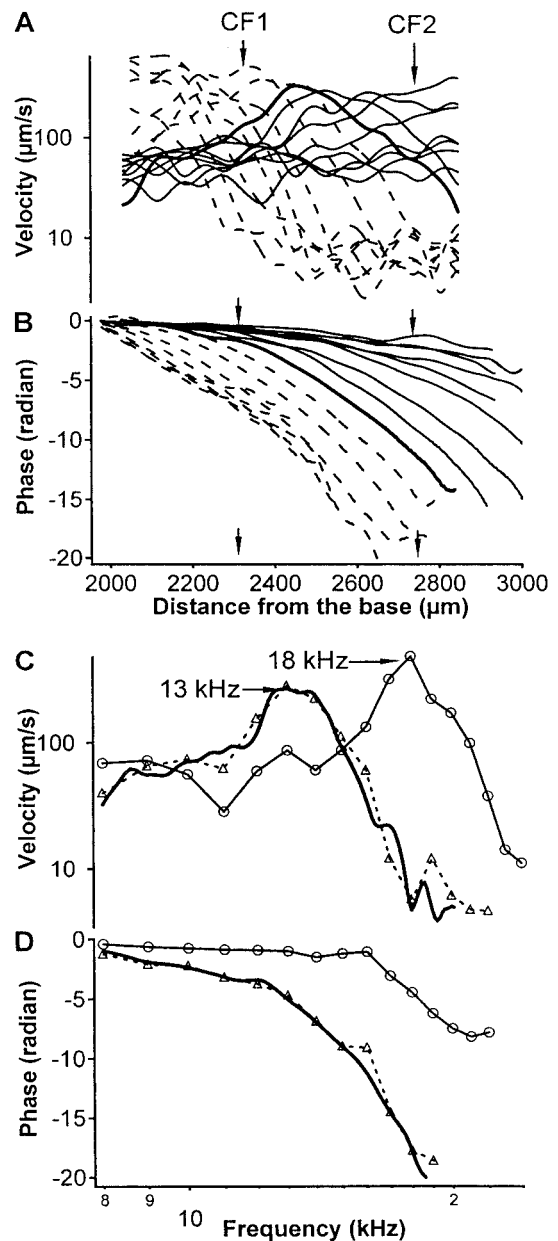 A
CF1
CF2
Velocity (µm/s)
100
10
B
0
-5
-10
-15
-20
Phase (radian)
2000
2200
2400
2600
2800
3000
Distance from the base (µm)
C
18 kHz
13 kHz
Velocity (µm/s)
100
10
D
0
-5
-10
-15
-20
Phase (radian)
8
9
10
2
Frequency (kHz)